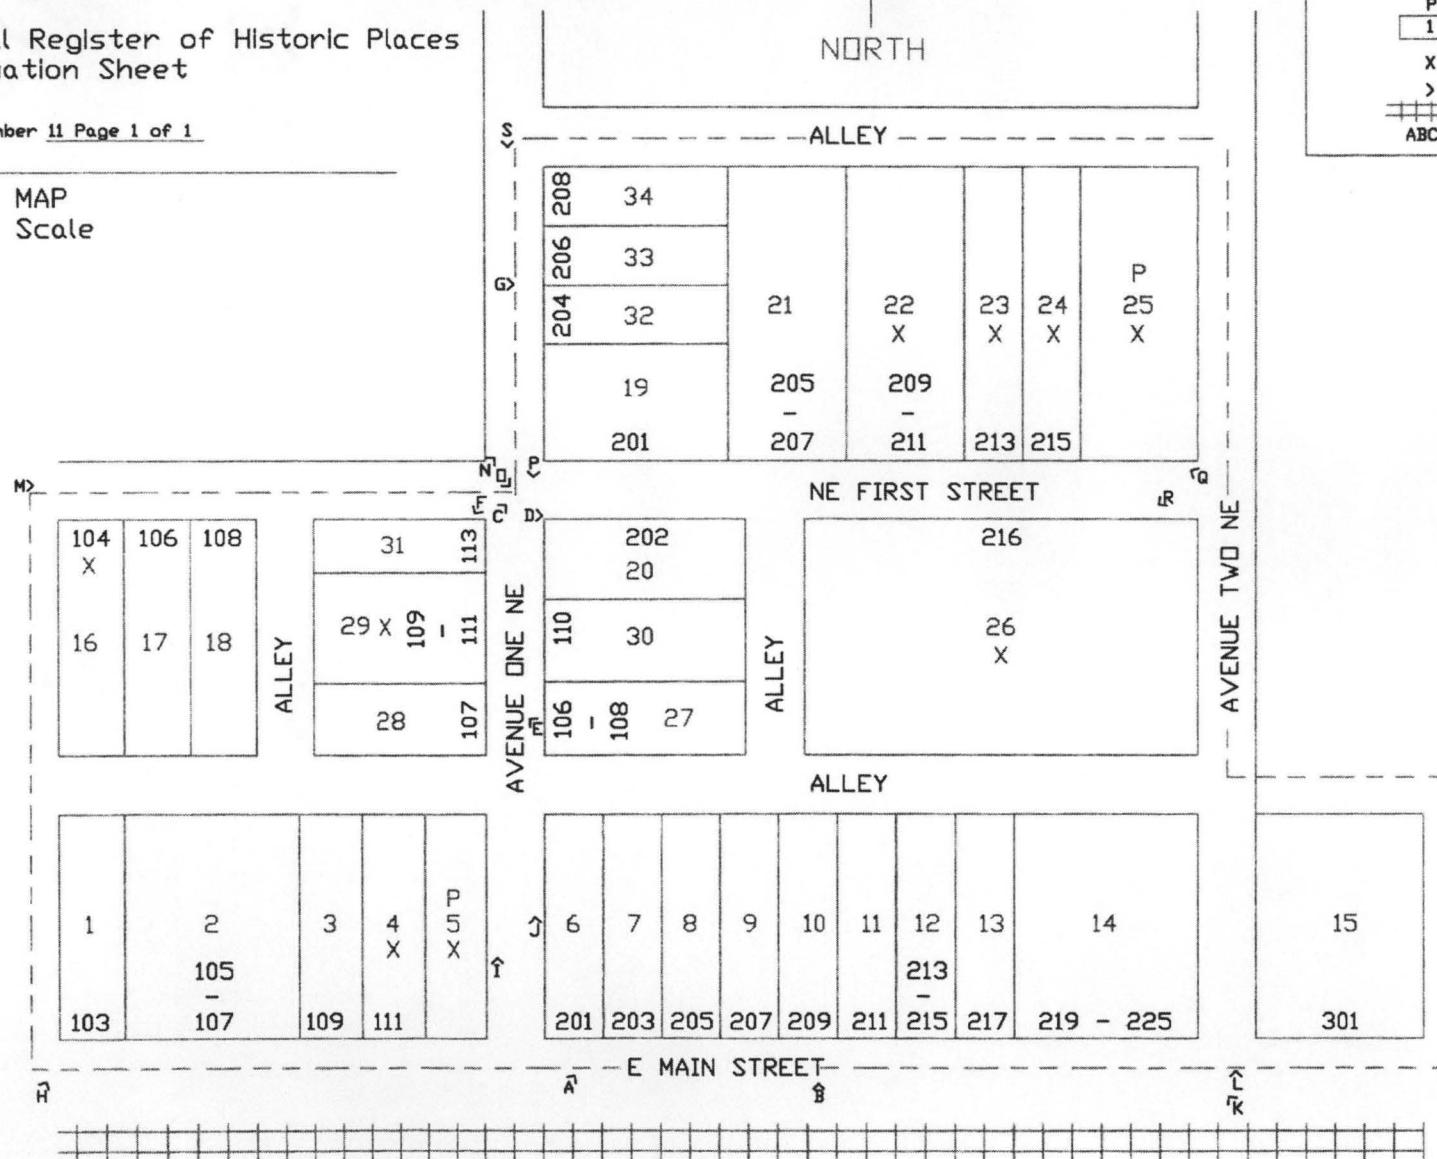 l Register of Historic Places
uation Sheet
nber 11 Page 1 of 1
MAP
Scale
NORTH
P
1
X
>
ABC
S
ALLEY
208 34
206 33
204 32
19
201
21
205
-
207
22
X
209
-
211
23
X
213
24
X
215
P
25
X
G>
M>
N
O
P
Q
NE FIRST STREET
R
F
C
D>
104
X
16
106
17
108
18
ALLEY
31 113
29 X 109 - 111
28 107
AVENUE ONE NE
202
20
110 30
E
106 - 108 27
ALLEY
216
26
X
AVENUE TWO NE
ALLEY
1
103
2
105
-
107
3
109
4
X
111
P
5
X
I
J
6
201
7
203
8
205
9
207
10
209
11
211
12
213
-
215
13
217
14
219 - 225
15
301
E MAIN STREET
H
A
B
L
K